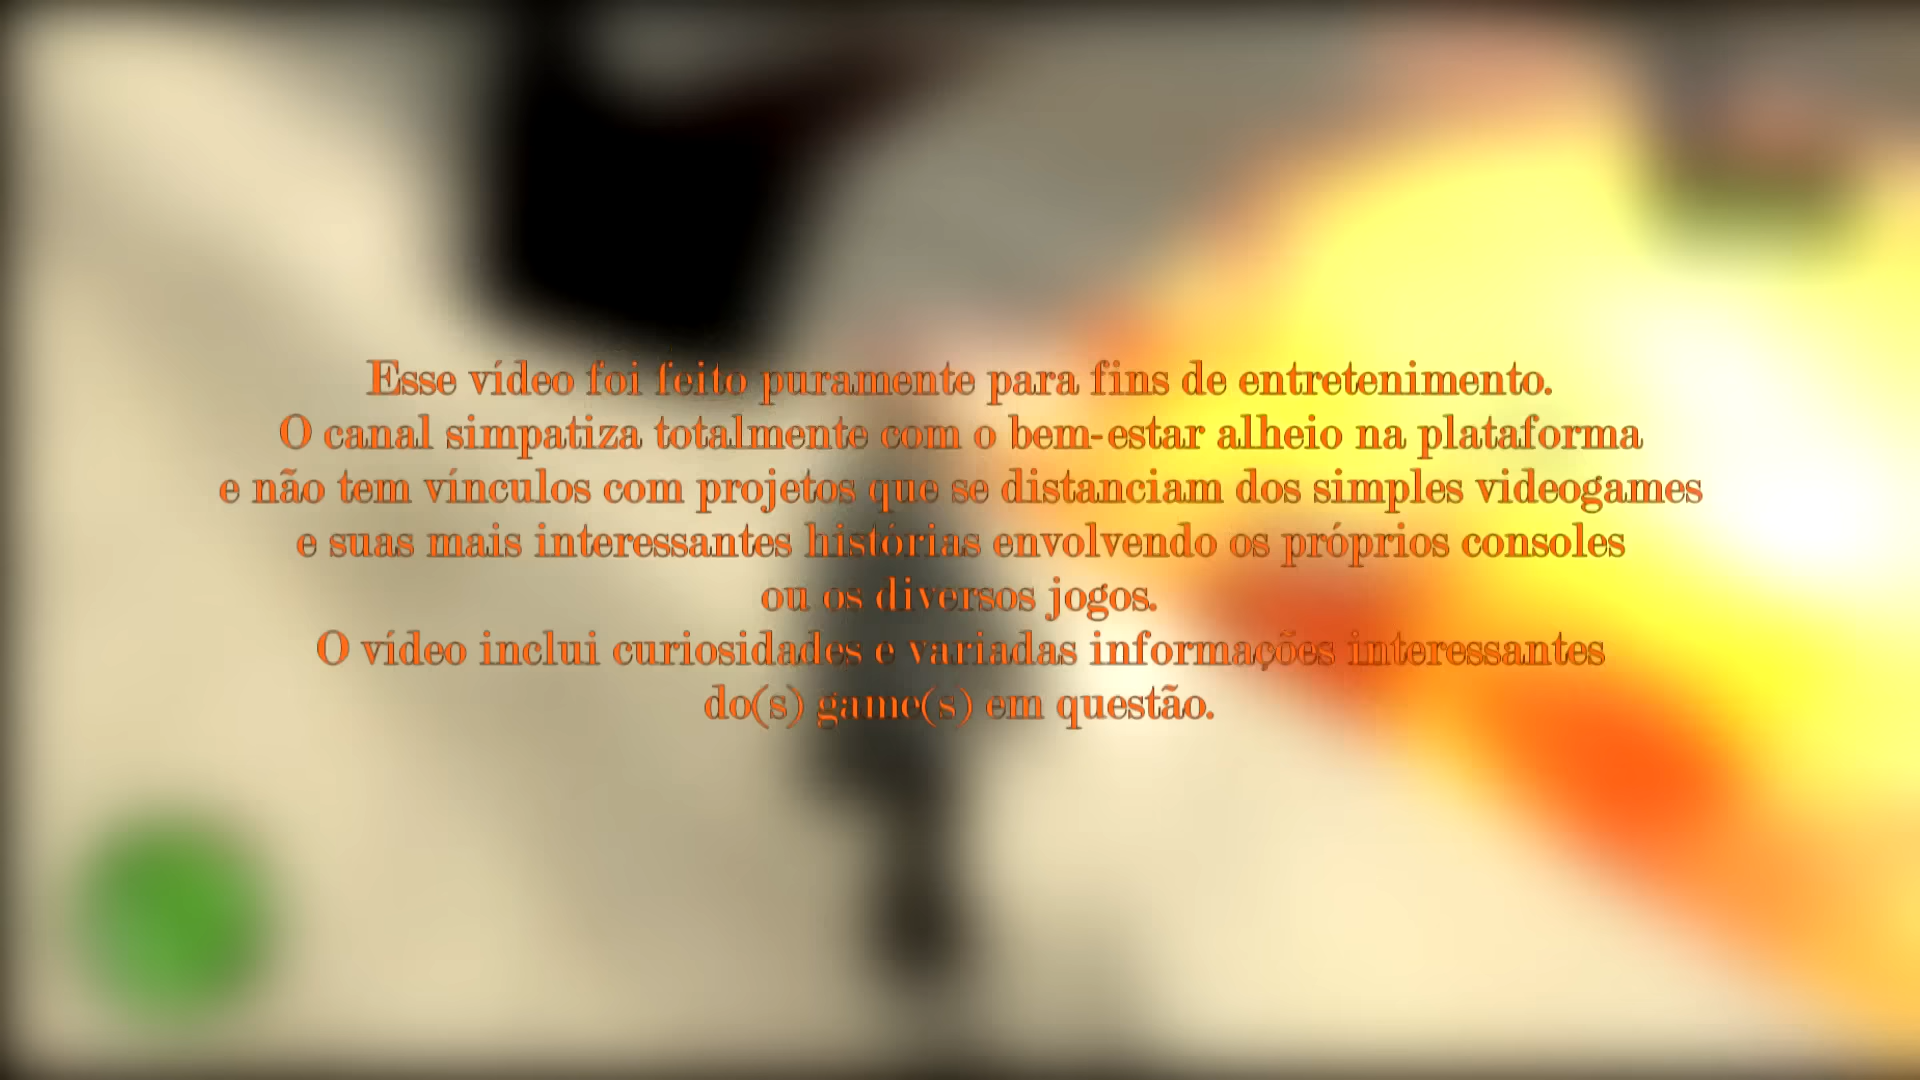 Esse vídeo foi feito puramente para fins de entretenimento.
O canal simpatiza totalmente com o bem-estar alheio na plataforma
e não tem vínculos com projetos que se distanciam dos simples videogames
e suas mais interessantes histórias envolvendo os próprios consoles
ou os diversos jogos.
O vídeo inclui curiosidades e variadas informações interessantes
do(s) game(s) em questão.